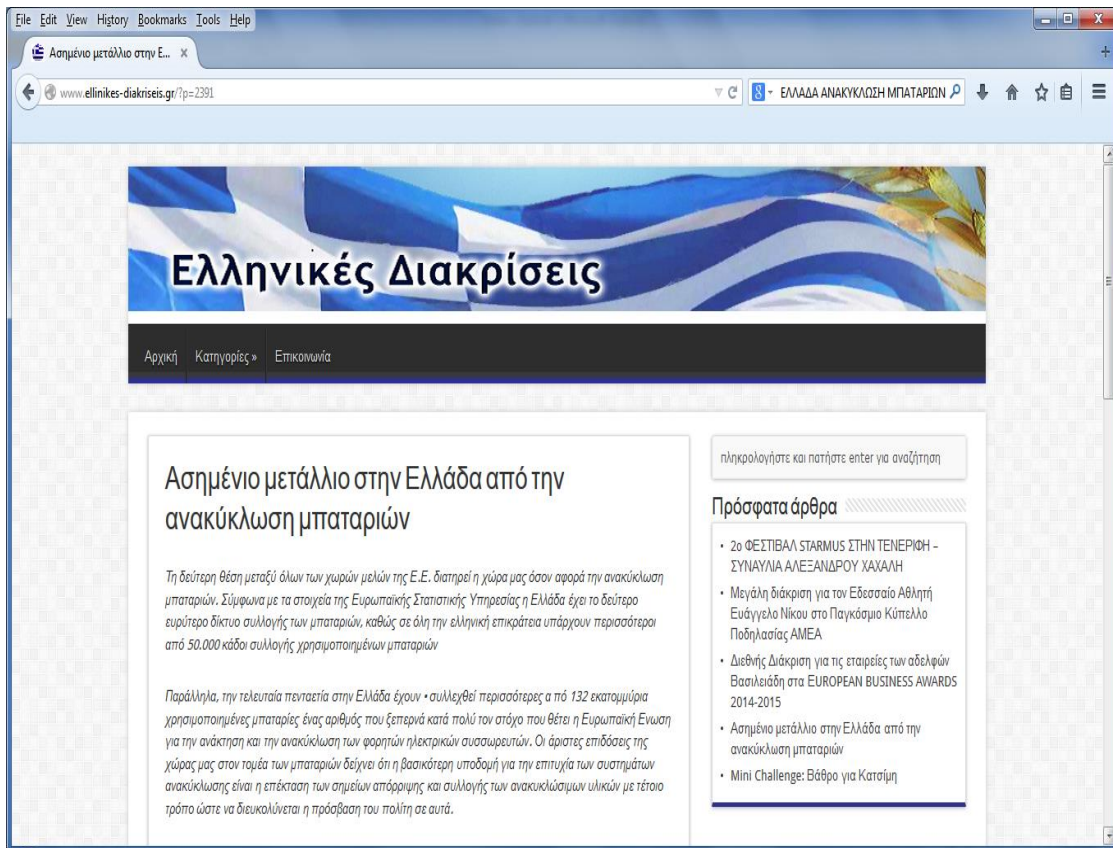 File Edit View History Bookmarks Tools Help
Ασημένιο μετάλλιο στην Ε... ×
www.ellinikes-diakriseis.gr/?p=2391
ΕΛΛΑΔΑ ΑΝΑΚΥΚΛΩΣΗ ΜΠΑΤΑΡΙΩΝ
Ελληνικές Διακρίσεις
Αρχική Κατηγορίες » Επικοινωνία
Ασημένιο μετάλλιο στην Ελλάδα από την
ανακύκλωση μπαταριών
Τη δεύτερη θέση μεταξύ όλων των χωρών μελών της Ε.Ε. διατηρεί η χώρα μας όσον αφορά την ανακύκλωση
μπαταριών. Σύμφωνα με τα στοιχεία της Ευρωπαϊκής Στατιστικής Υπηρεσίας η Ελλάδα έχει το δεύτερο
ευρύτερο δίκτυο συλλογής των μπαταριών, καθώς σε όλη την ελληνική επικράτεια υπάρχουν περισσότεροι
από 50.000 κάδοι συλλογής χρησιμοποιημένων μπαταριών
Παράλληλα, την τελευταία πενταετία στην Ελλάδα έχουν • συλλεχθεί περισσότερες α πό 132 εκατομμύρια
χρησιμοποιημένες μπαταρίες ένας αριθμός που ξεπερνά κατά πολύ τον στόχο που θέτει η Ευρωπαϊκή Ενωση
για την ανάκτηση και την ανακύκλωση των φορητών ηλεκτρικών συσσωρευτών. Οι άριστες επιδόσεις της
χώρας μας στον τομέα των μπαταριών δείχνει ότι η βασικότερη υποδομή για την επιτυχία των συστημάτων
ανακύκλωσης είναι η επέκταση των σημείων απόρριψης και συλλογής των ανακυκλώσιμων υλικών με τέτοιο
τρόπο ώστε να διευκολύνεται η πρόσβαση του πολίτη σε αυτά.
πληκρολογήστε και πατήστε enter για αναζήτηση
Πρόσφατα άρθρα
• 2ο ΦΕΣΤΙΒΑΛ STARMUS ΣΤΗΝ ΤΕΝΕΡΙΦΗ –
ΣΥΝΑΥΛΙΑ ΑΛΕΞΑΝΔΡΟΥ ΧΑΧΑΛΗ
• Μεγάλη διάκριση για τον Εδεσσαίο Αθλητή
Ευάγγελο Νίκου στο Παγκόσμιο Κύπελλο
Ποδηλασίας ΑΜΕΑ
• Διεθνής Διάκριση για τις εταιρείες των αδελφών
Βασιλειάδη στα EUROPEAN BUSINESS AWARDS
2014-2015
• Ασημένιο μετάλλιο στην Ελλάδα από την
ανακύκλωση μπαταριών
• Mini Challenge: Βάθρο για Κατσίμη